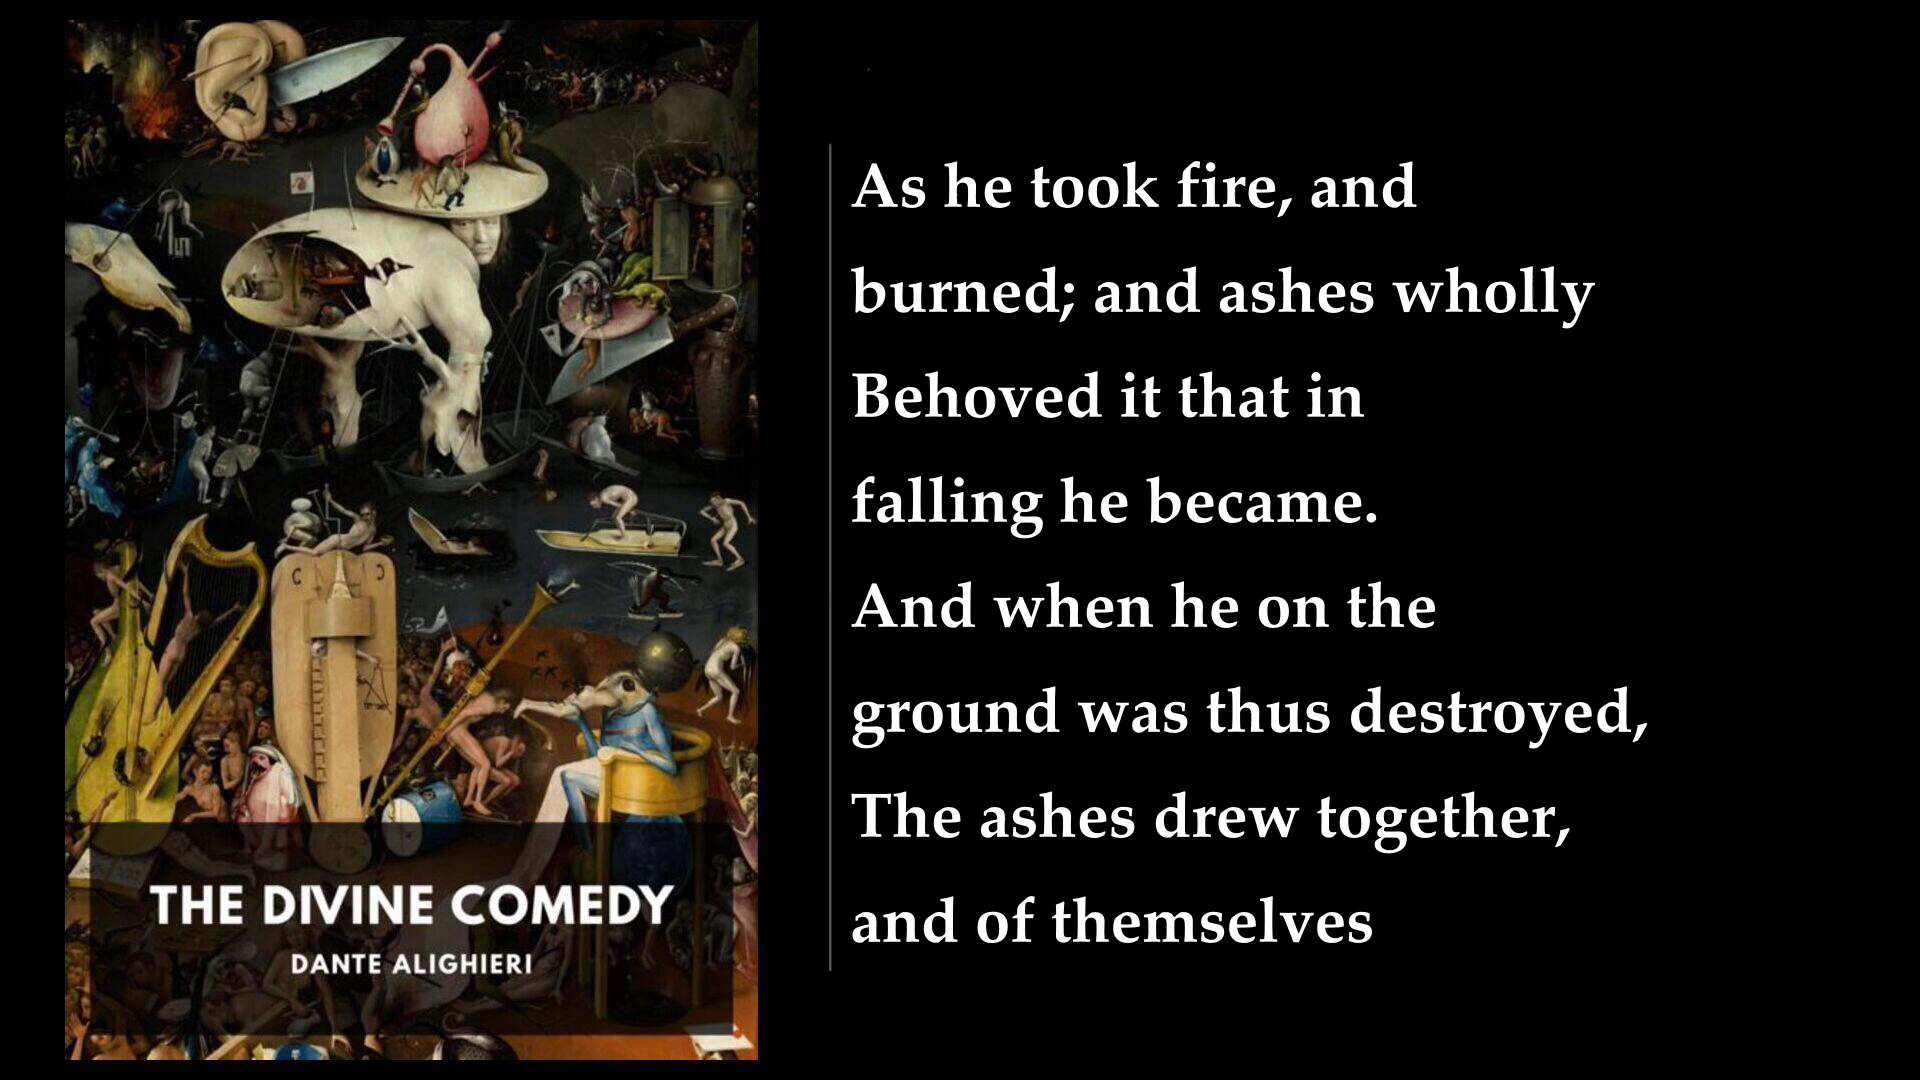 THE DIVINE COMEDY
DANTE ALIGHIERI
As he took fire, and
burned; and ashes wholly
Behoved it that in
falling he became.
And when he on the
ground was thus destroyed,
The ashes drew together,
and of themselves